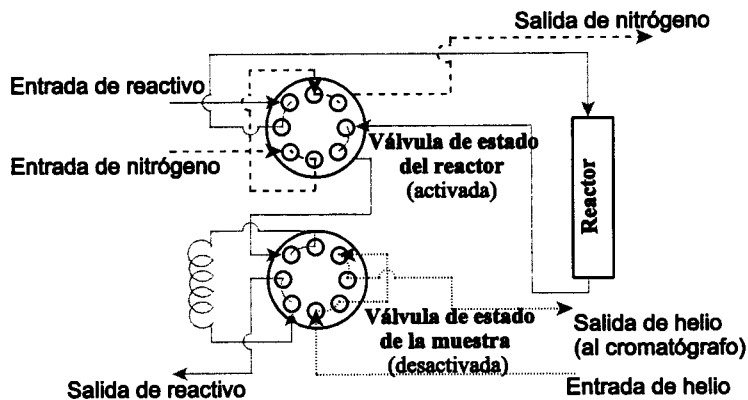 Salida de nitrógeno
Entrada de reactivo
Entrada de nitrógeno
Válvula de estado
del reactor
(activada)
Reactor
Válvula de estado
de la muestra
(desactivada)
Salida de helio
(al cromatógrafo)
Salida de reactivo
Entrada de helio